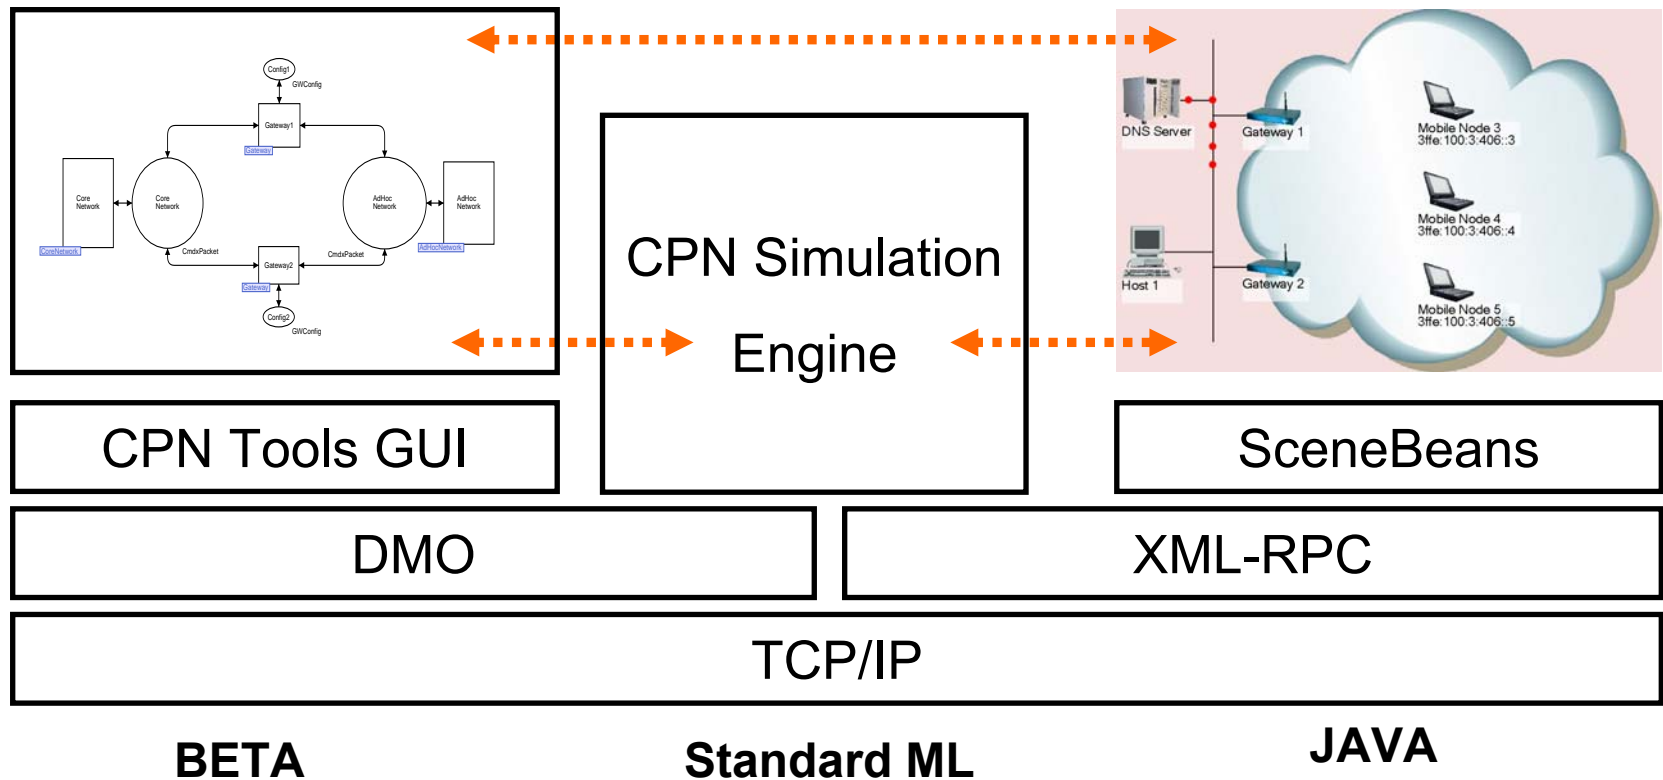 Config1
GWConfig
Gateway1
Gateway
Core
Network
Core
Network
AdHoc
Network
AdHoc
Network
CoreNetwork
CmdxPacket
CmdxPacket
AdHocNetwork
Gateway2
Gateway
Config2
GWConfig
CPN Simulation
Engine
DNS Server
Gateway 1
Mobile Node 3
3ffe:100:3:406::3
Mobile Node 4
3ffe:100:3:406::4
Host 1
Gateway 2
Mobile Node 5
3ffe:100:3:406::5
CPN Tools GUI
SceneBeans
DMO
XML-RPC
TCP/IP
BETA
Standard ML
JAVA